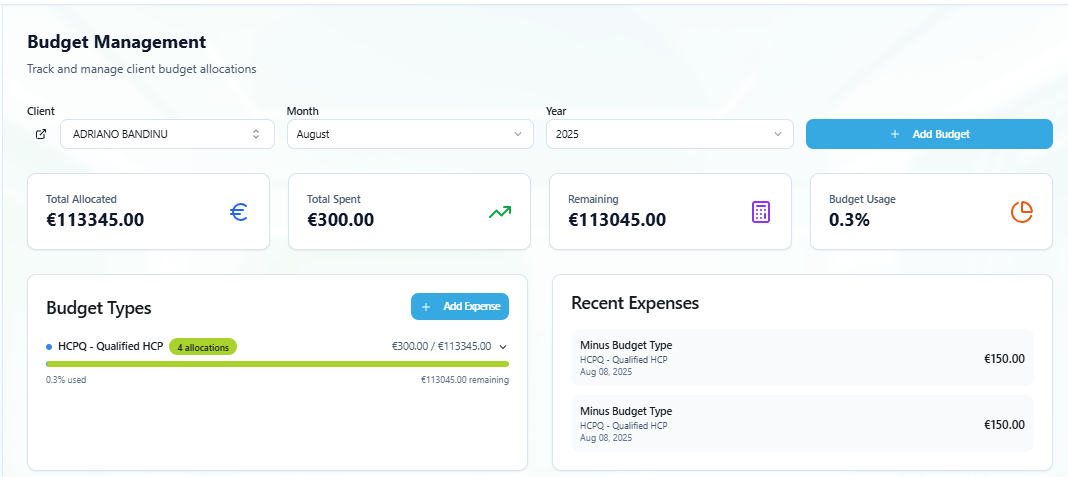 Budget Management
Track and manage client budget allocations
Client
ADRIANO BANDINU
Month
August
Year
2025
Add Budget
Total Allocated
€113345.00
Total Spent
€300.00
Remaining
€113045.00
Budget Usage
0.3%
Budget Types
Add Expense
HCPQ - Qualified HCP 4 allocations €300.00 / €113345.00
0.3% used €113045.00 remaining
Recent Expenses
Minus Budget Type
HCPQ - Qualified HCP
Aug 08, 2025
€150.00
Minus Budget Type
HCPQ - Qualified HCP
Aug 08, 2025
€150.00